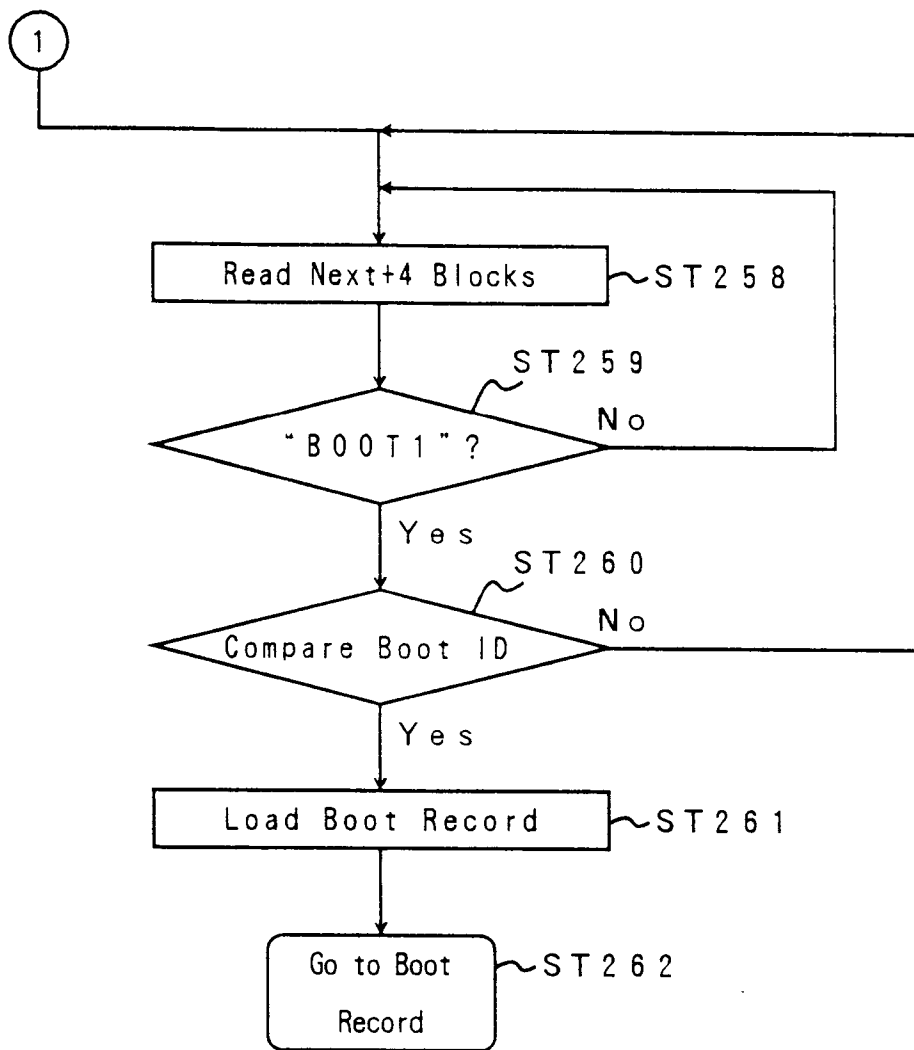 1
Read Next+4 Blocks
ST258
ST259
"BOOT1"?
No
Yes
ST260
Compare Boot ID
No
Yes
Load Boot Record
ST261
Go to Boot
Record
ST262